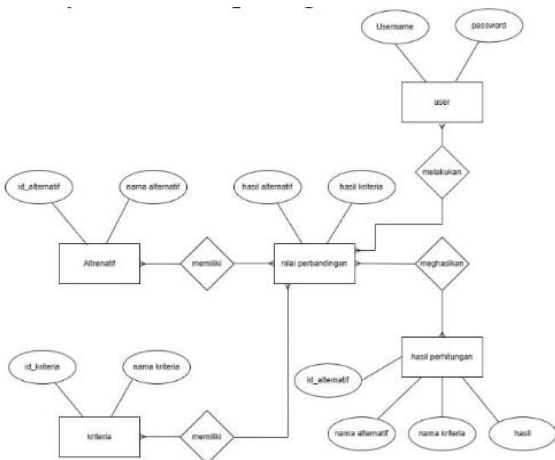 Username
password
user
melakukan
id_alternatif
nama alternatif
hasil alternatif
hasil kriteria
Altrenatif
memiliki
nilai perbandingan
meghasilkan
hasil perhitungan
id_kriteria
nama kriteria
id_alternatif
kriteria
memiliki
nama alternatif
nama kriteria
hasil